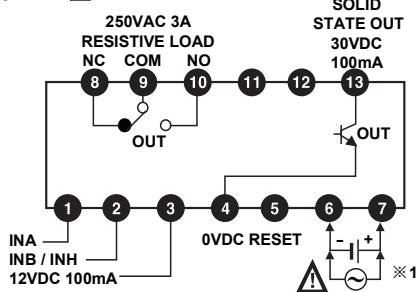 SOLID
250VAC 3A
STATE OUT
RESISTIVE LOAD
30VDC
NC COM NO
100mA
8 9 10 11 12 13
OUT
OUT
1 2 3 4 5 6 7
INA
0VDC RESET
- +
INB / INH
12VDC 100mA
※1